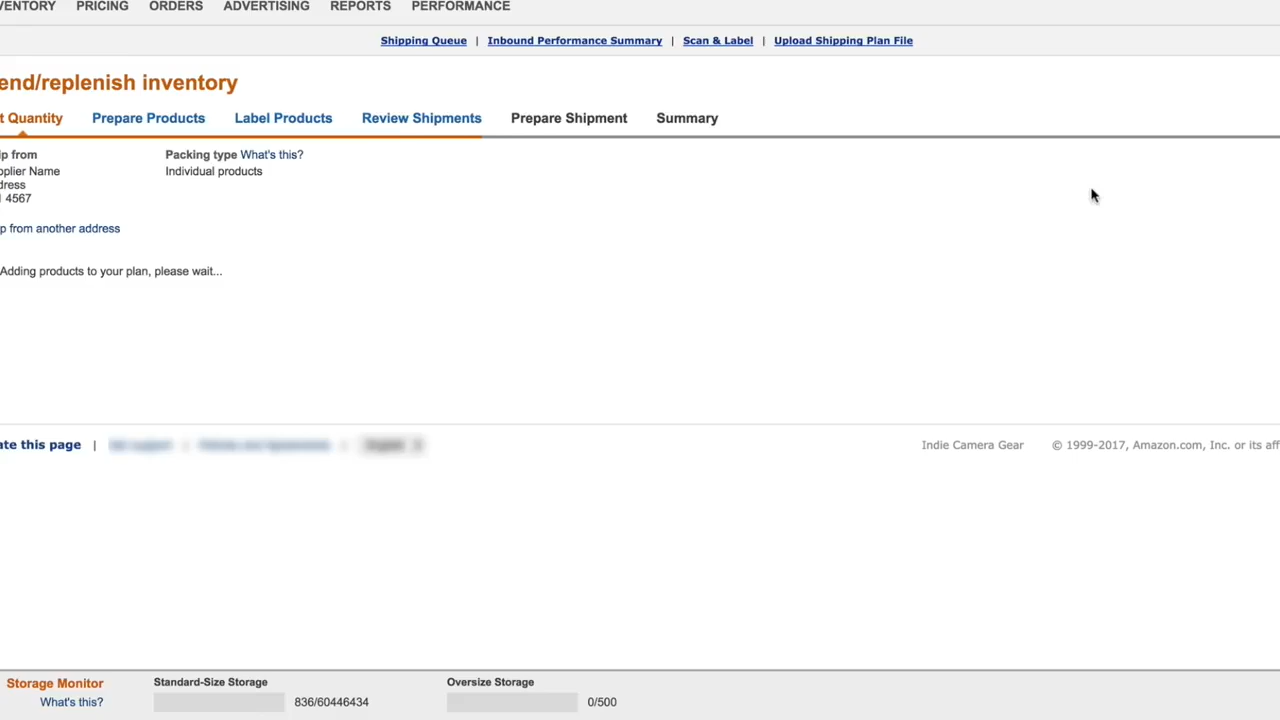 VENTORY PRICING ORDERS ADVERTISING REPORTS PERFORMANCE
Shipping Queue | Inbound Performance Summary | Scan & Label | Upload Shipping Plan File
end/replenish inventory
t Quantity Prepare Products Label Products Review Shipments Prepare Shipment Summary
ip from
pplier Name
dress
4567
p from another address
Packing type What's this?
Individual products
Adding products to your plan, please wait...
ate this page |
Indie Camera Gear © 1999-2017, Amazon.com, Inc. or its aff
Storage Monitor
What's this?
Standard-Size Storage
836/60446434
Oversize Storage
0/500